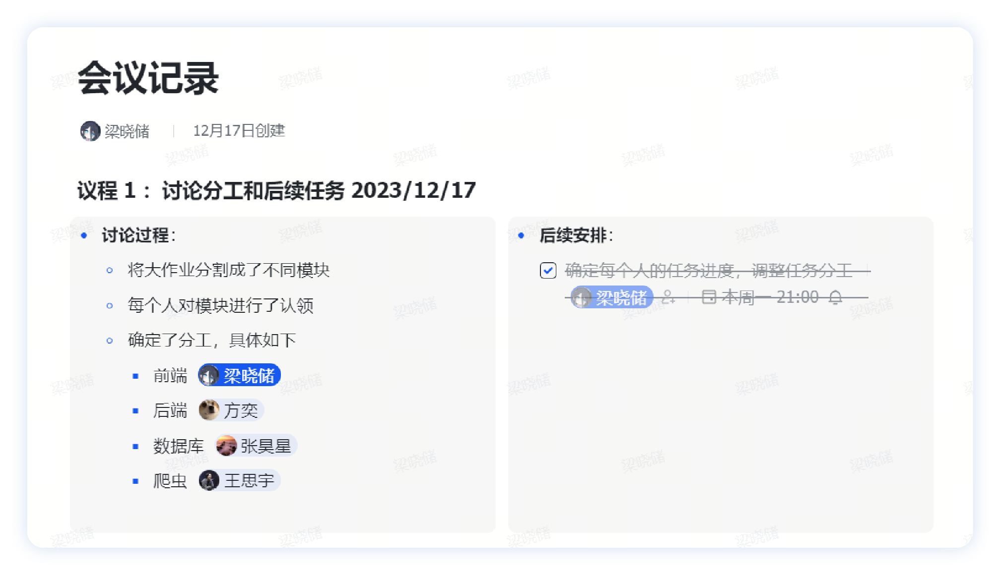 会议记录
梁晓储 | 12月17日创建
议程 1：讨论分工和后续任务 2023/12/17
讨论过程：
将大作业分割成了不同模块
每个人对模块进行了认领
确定了分工，具体如下
前端 梁晓储
后端 方奕
数据库 张昊星
爬虫 王思宇
后续安排：
确定每个人的任务进度，调整任务分工
梁晓储 本周一 21:00